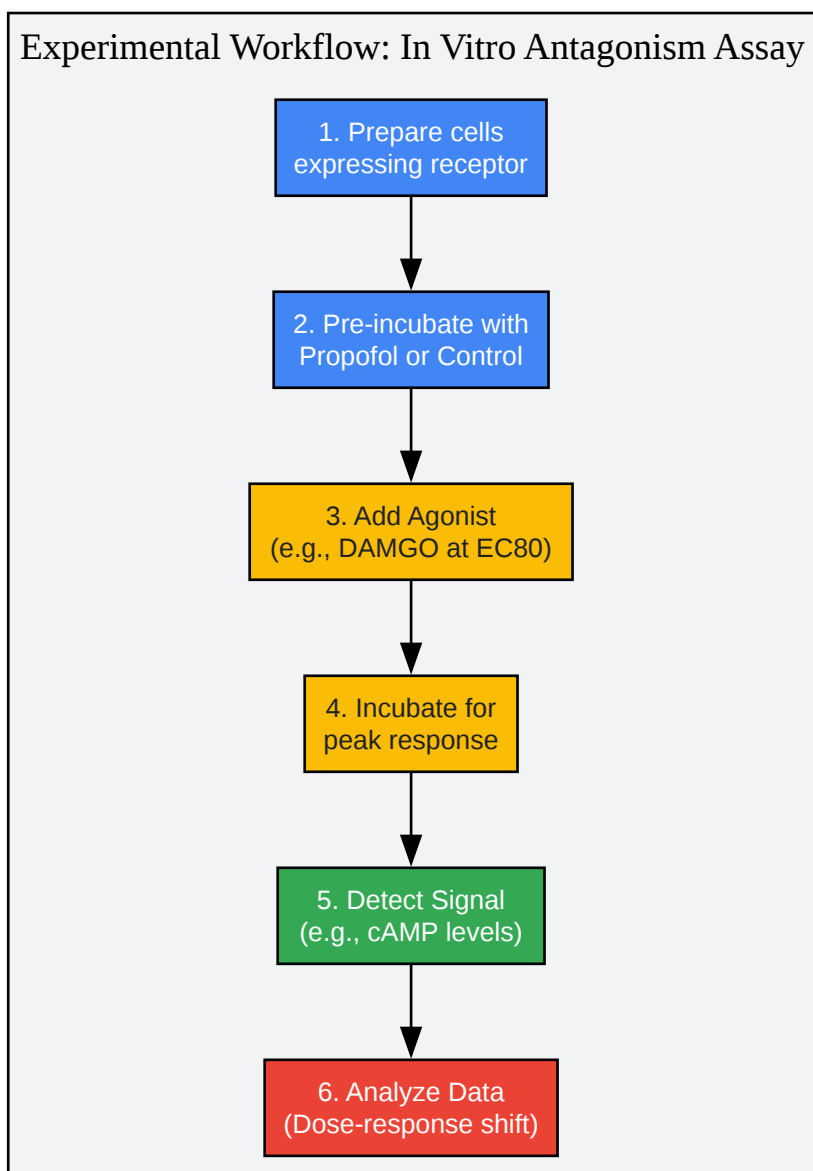 Experimental Workflow: In Vitro Antagonism Assay
1. Prepare cells
expressing receptor
2. Pre-incubate with
Propofol or Control
3. Add Agonist
(e.g., DAMGO at EC80)
4. Incubate for
peak response
5. Detect Signal
(e.g., cAMP levels)
6. Analyze Data
(Dose-response shift)